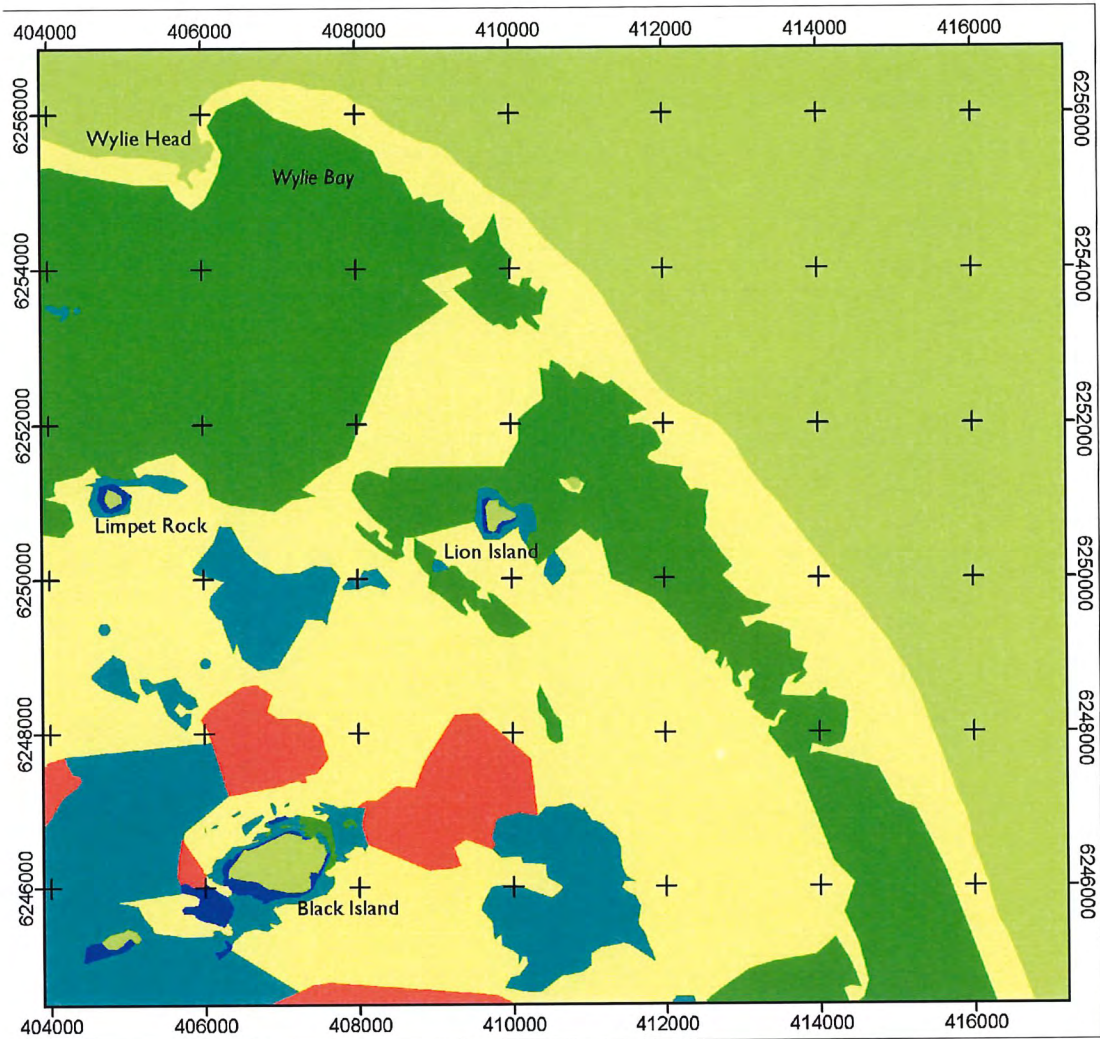 404000 406000 408000 410000 412000 414000 416000
6256000 6256000
Wylie Head
Wylie Bay
6254000 6254000
6252000 6252000
Limpet Rock
Lion Island
6250000 6250000
6248000 6248000
6246000 6246000
Black Island
404000 406000 408000 410000 412000 414000 416000